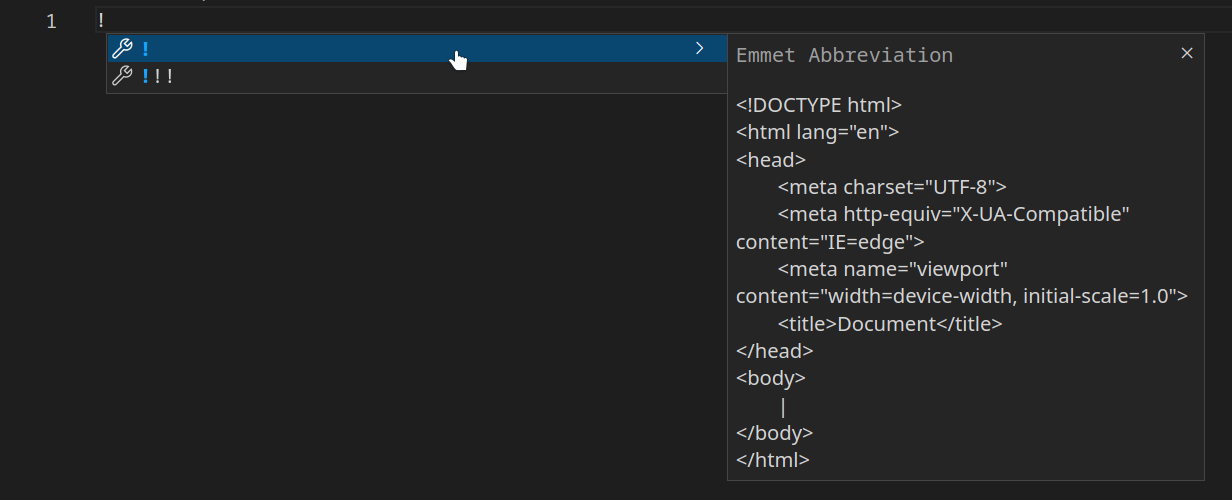 1 !
!
!!!
Emmet Abbreviation
<!DOCTYPE html>
<html lang="en">
<head>
<meta charset="UTF-8">
<meta http-equiv="X-UA-Compatible"
content="IE=edge">
<meta name="viewport"
content="width=device-width, initial-scale=1.0">
<title>Document</title>
</head>
<body>
|
</body>
</html>